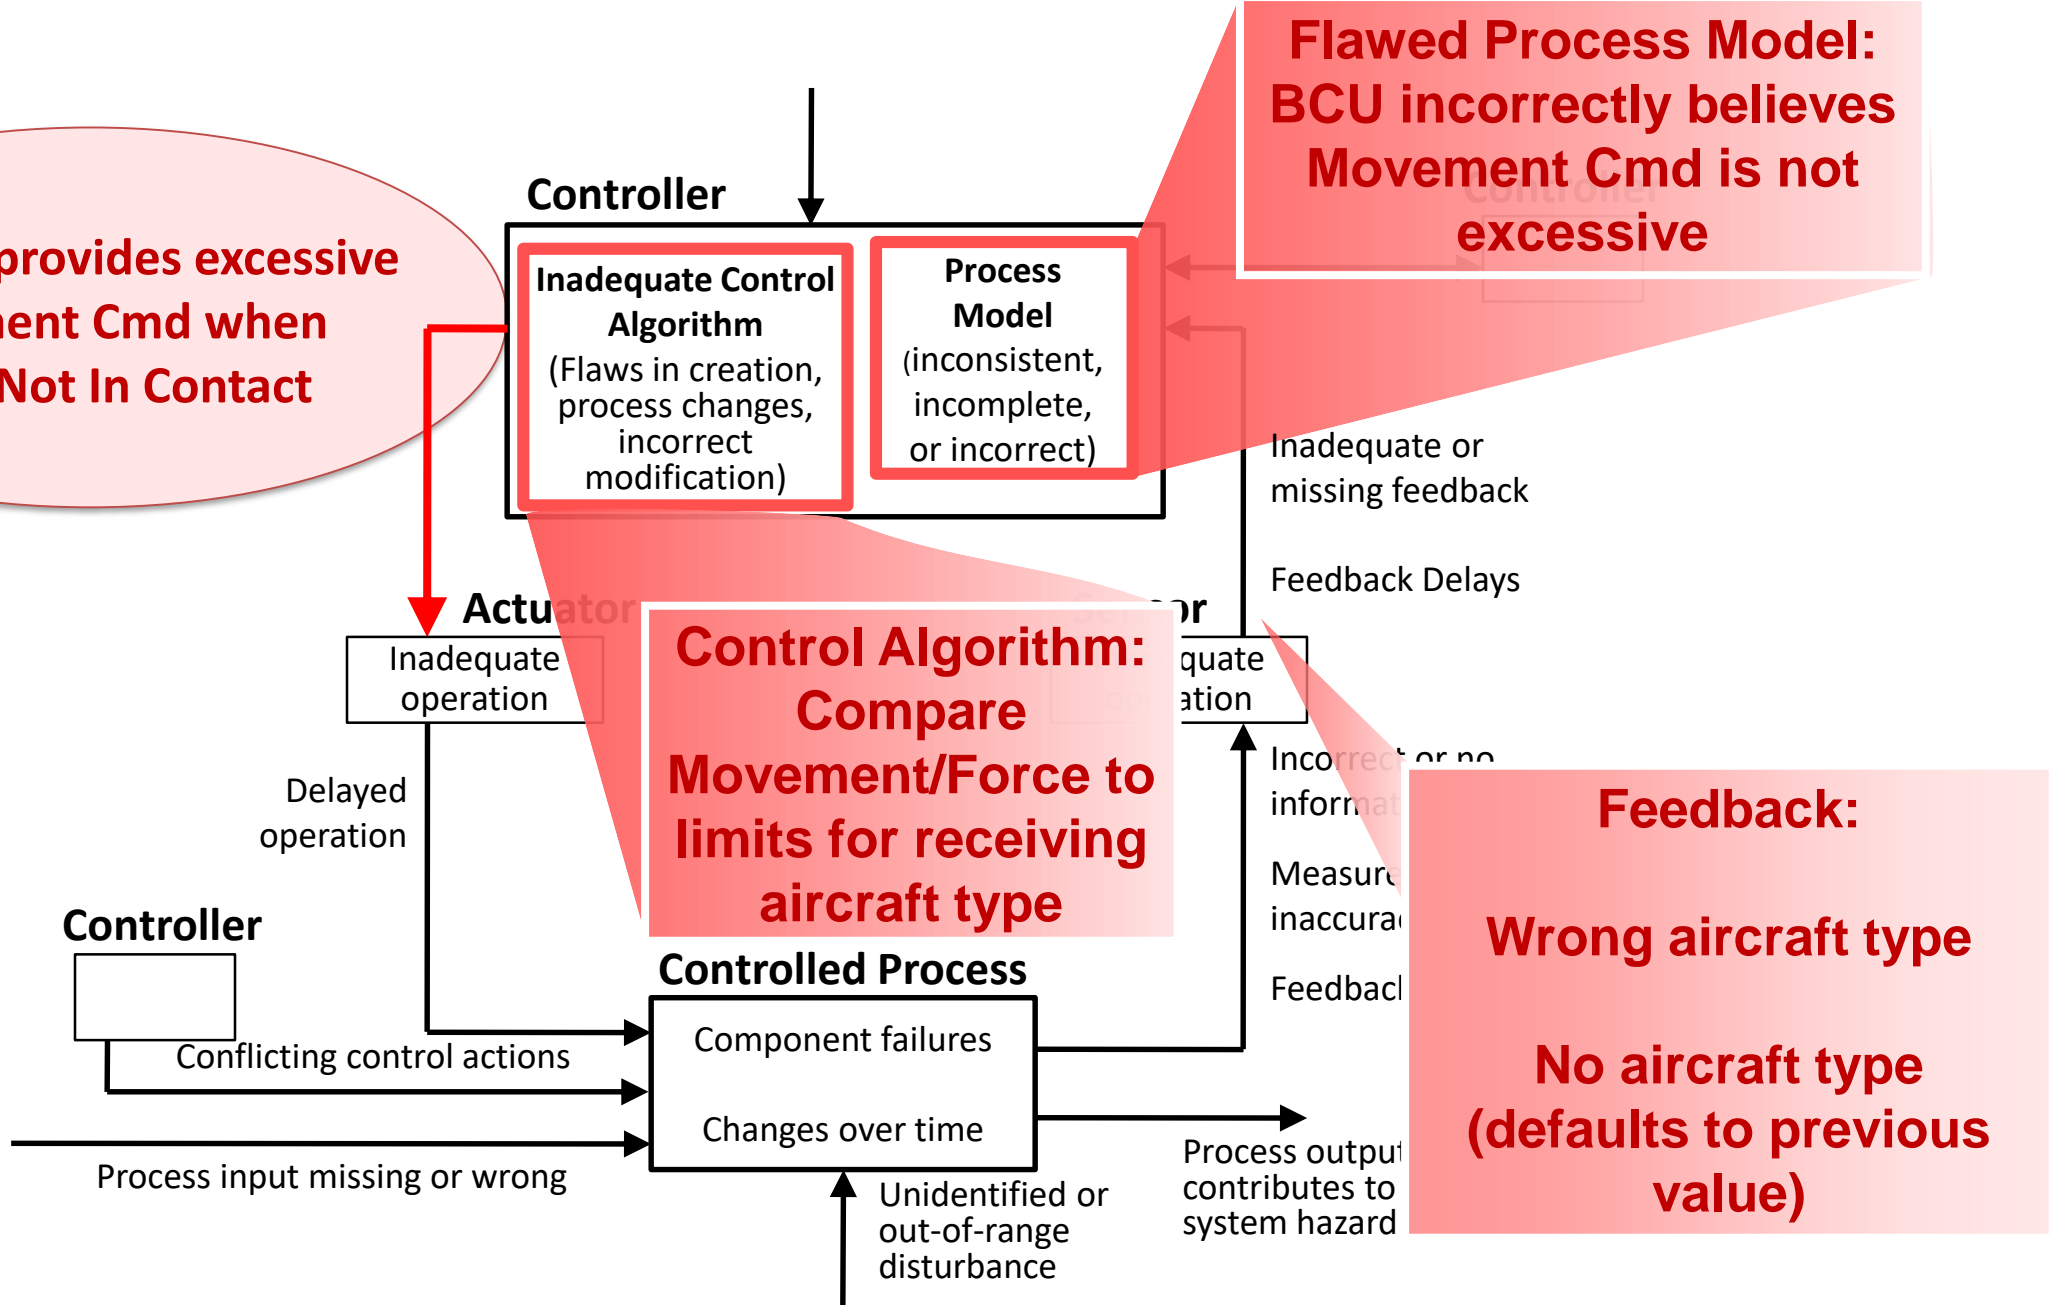 Flawed Process Model:
BCU incorrectly believes
Movement Cmd is not
excessive
Controller
provides excessive
Cmd when
Not In Contact
Controller
Inadequate Control
Algorithm
(Flaws in creation,
process changes,
incorrect
modification)
Process
Model
(inconsistent,
incomplete,
or incorrect)
Inadequate or
missing feedback
Feedback Delays
Actuator
Inadequate
operation
Control Algorithm:
Compare
Movement/Force to
limits for receiving
aircraft type
Incorrect or no
Delayed
operation
Feedback:
Wrong aircraft type
No aircraft type
(defaults to previous
value)
Controller
Conflicting control actions
Process input missing or wrong
Controlled Process
Component failures
Changes over time
Unidentified or
out-of-range
disturbance
Process output
contributes to
system hazard